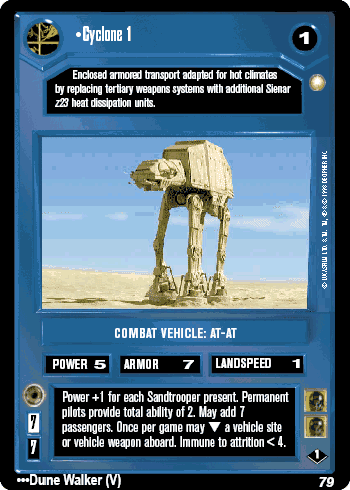 •Cyclone 1
1
Enclosed armored transport adapted for hot climates
by replacing tertiary weapons systems with additional Sienar
z23 heat dissipation units.
COMBAT VEHICLE: AT-AT
POWER 5 ARMOR 7 LANDSPEED 1
Power +1 for each Sandtrooper present. Permanent
pilots provide total ability of 2. May add 7
passengers. Once per game may ▼ a vehicle site
or vehicle weapon aboard. Immune to attrition < 4.
7
7
1
•••Dune Walker (V)
79